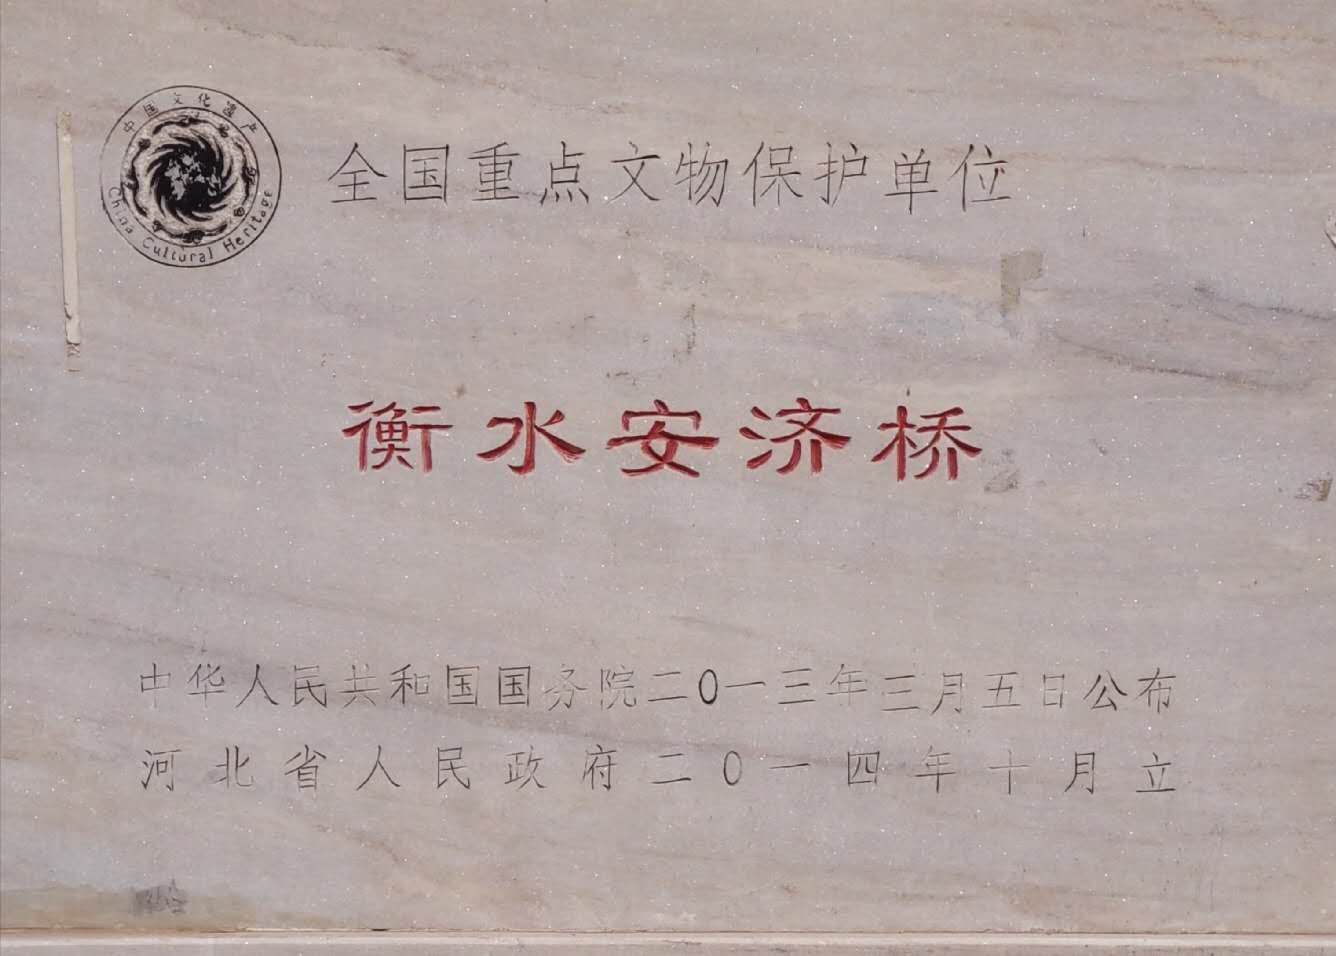 中国文化遗产
China Cultural Heritage
全国重点文物保护单位
衡水安济桥
中华人民共和国国务院二〇一三年三月五日公布
河北省人民政府二〇一四年十月立